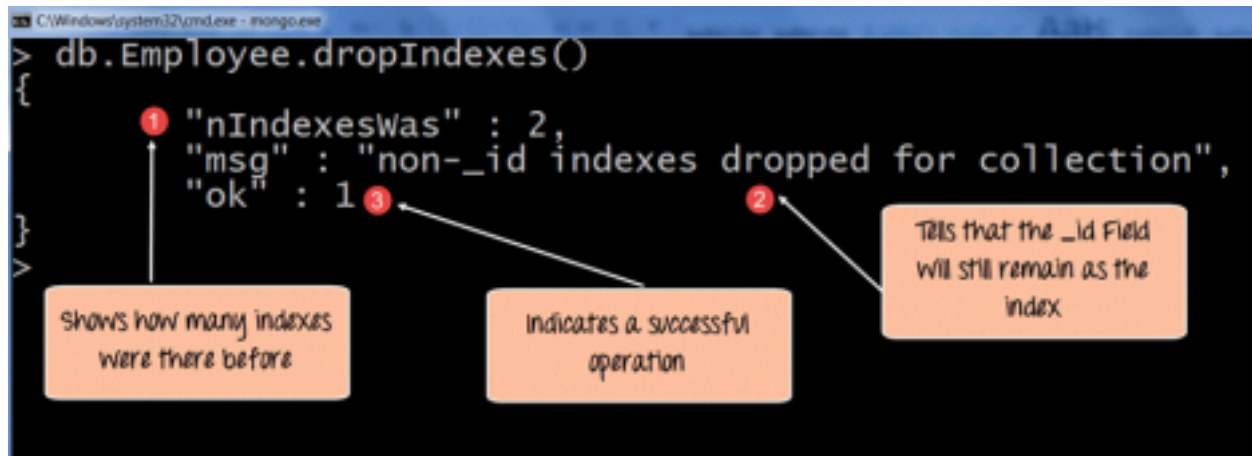 C:\Windows\system32\cmd.exe - mongo.exe
> db.Employee.dropIndexes()
{
1 "nIndexesWas" : 2,
"msg" : "non-_id indexes dropped for collection",
"ok" : 1 3
2
}
>
Shows how many indexes
were there before
Indicates a successful
operation
Tells that the _id Field
will still remain as the
index